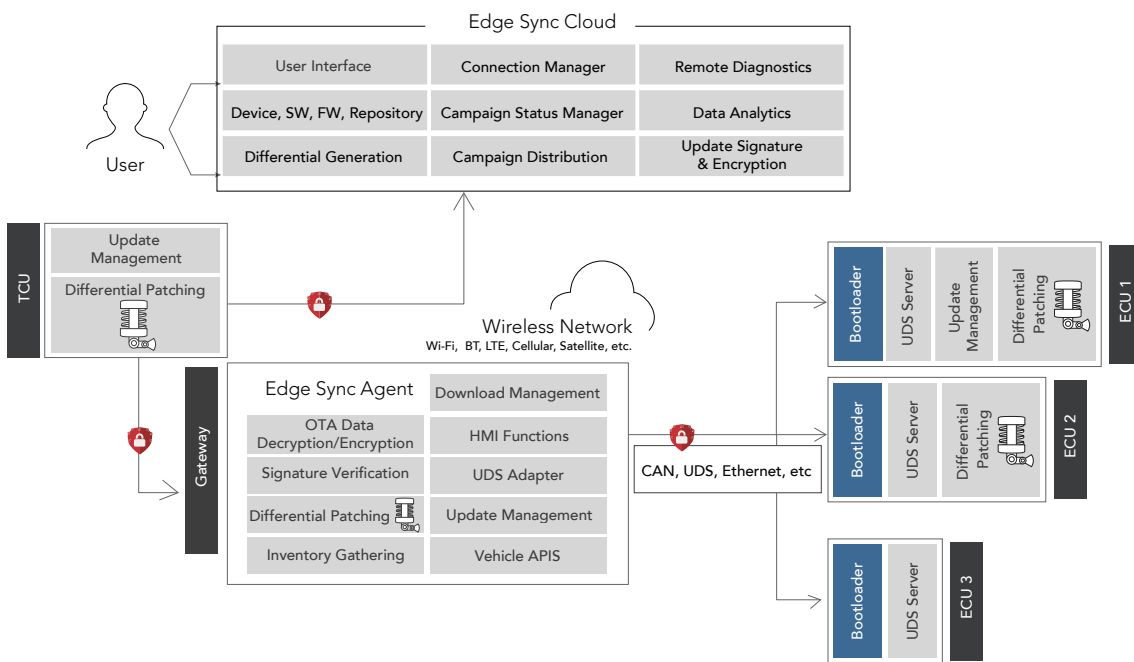 Edge Sync Cloud
User Interface
Connection Manager
Remote Diagnostics
Device, SW, FW, Repository
Campaign Status Manager
Data Analytics
Differential Generation
Campaign Distribution
Update Signature
& Encryption
User
TCU
Update
Management
Differential Patching
Wireless Network
Wi-Fi, BT, LTE, Cellular, Satellite, etc.
Gateway
Edge Sync Agent
Download Management
OTA Data
Decryption/Encryption
HMI Functions
Signature Verification
UDS Adapter
Differential Patching
Update Management
Inventory Gathering
Vehicle APIS
CAN, UDS, Ethernet, etc
Bootloader
UDS Server
Update
Management
Differential
Patching
ECU 1
Bootloader
UDS Server
Differential
Patching
ECU 2
Bootloader
UDS Server
ECU 3